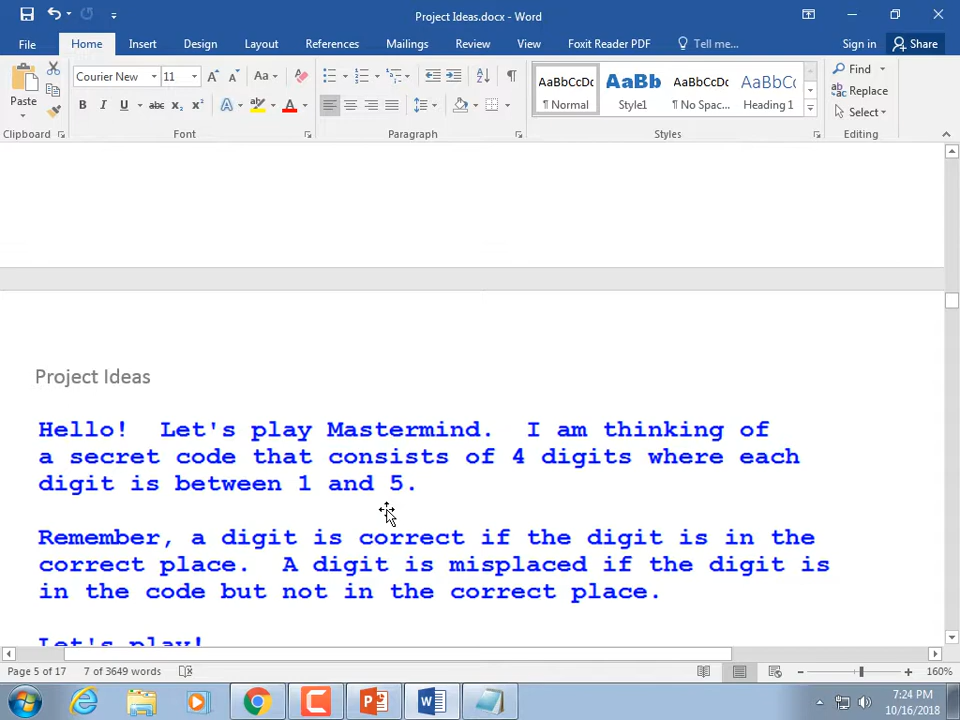 Project Ideas.docx - Word
File Home Insert Design Layout References Mailings Review View Foxit Reader PDF Tell me... Sign in Share
Paste
Courier New 11
Aa
AaBbCcDc AaBb AaBbCcDc AaBbCc
¶ Normal Style1 ¶ No Spac... Heading 1
Find
Replace
Select
Clipboard Font Paragraph Styles Editing
Project Ideas
Hello! Let's play Mastermind. I am thinking of
a secret code that consists of 4 digits where each
digit is between 1 and 5.
Remember, a digit is correct if the digit is in the
correct place. A digit is misplaced if the digit is
in the code but not in the correct place.
Let's play!
Page 5 of 17 7 of 3649 words 160%
7:24 PM
10/16/2018